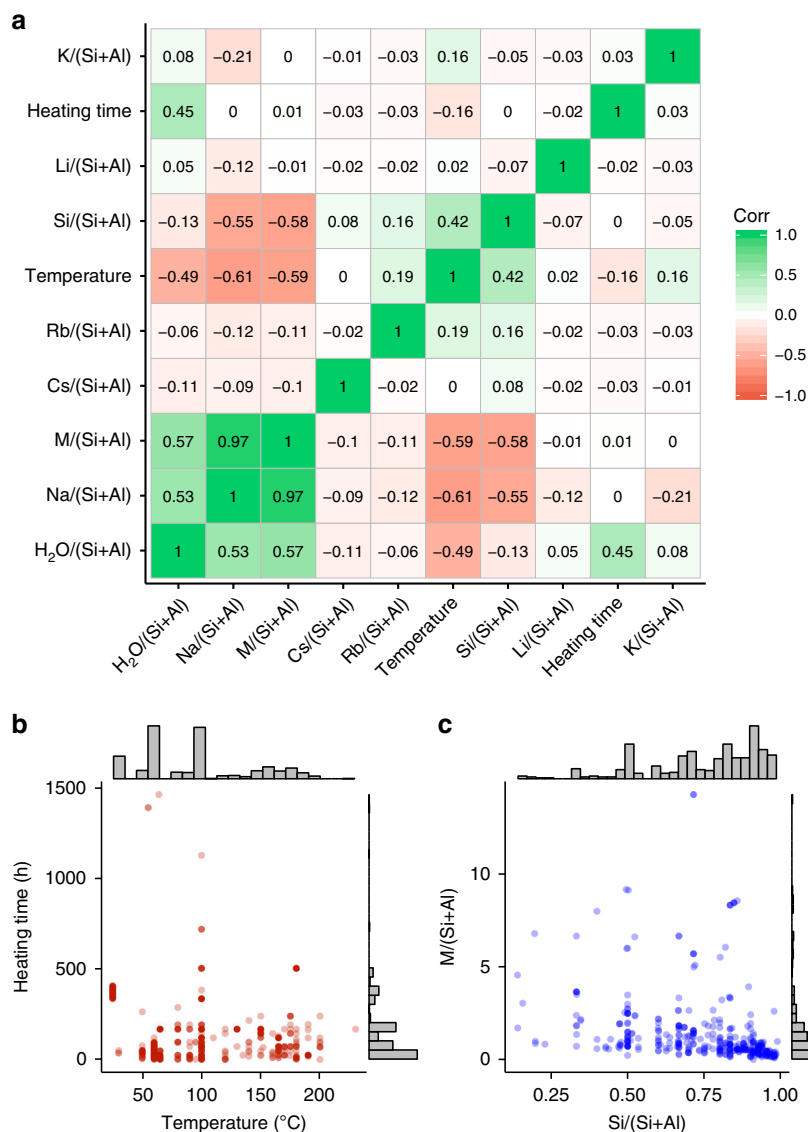 a
K/(Si+Al) 0.08 −0.21 0 −0.01 −0.03 0.16 −0.05 −0.03 0.03 1
Heating time 0.45 0 0.01 −0.03 −0.03 −0.16 0 −0.02 1 0.03
Li/(Si+Al) 0.05 −0.12 −0.01 −0.02 −0.02 0.02 −0.07 1 −0.02 −0.03
Si/(Si+Al) −0.13 −0.55 −0.58 0.08 0.16 0.42 1 −0.07 0 −0.05
Temperature −0.49 −0.61 −0.59 0 0.19 1 0.42 0.02 −0.16 0.16
Rb/(Si+Al) −0.06 −0.12 −0.11 −0.02 1 0.19 0.16 −0.02 −0.03 −0.03
Cs/(Si+Al) −0.11 −0.09 −0.1 1 −0.02 0 0.08 −0.02 −0.03 −0.01
M/(Si+Al) 0.57 0.97 1 −0.1 −0.11 −0.59 −0.58 −0.01 0.01 0
Na/(Si+Al) 0.53 1 0.97 −0.09 −0.12 −0.61 −0.55 −0.12 0 −0.21
H₂O/(Si+Al) 1 0.53 0.57 −0.11 −0.06 −0.49 −0.13 0.05 0.45 0.08
H₂O/(Si+Al) Na/(Si+Al) M/(Si+Al) Cs/(Si+Al) Rb/(Si+Al) Temperature Si/(Si+Al) Li/(Si+Al) Heating time K/(Si+Al)
Corr
1.0
0.5
0.0
−0.5
−1.0
b
1500
1000
500
0
Heating time (h)
50 100 150 200
Temperature (°C)
c
10
5
0
M/(Si+Al)
0.25 0.50 0.75 1.00
Si/(Si+Al)